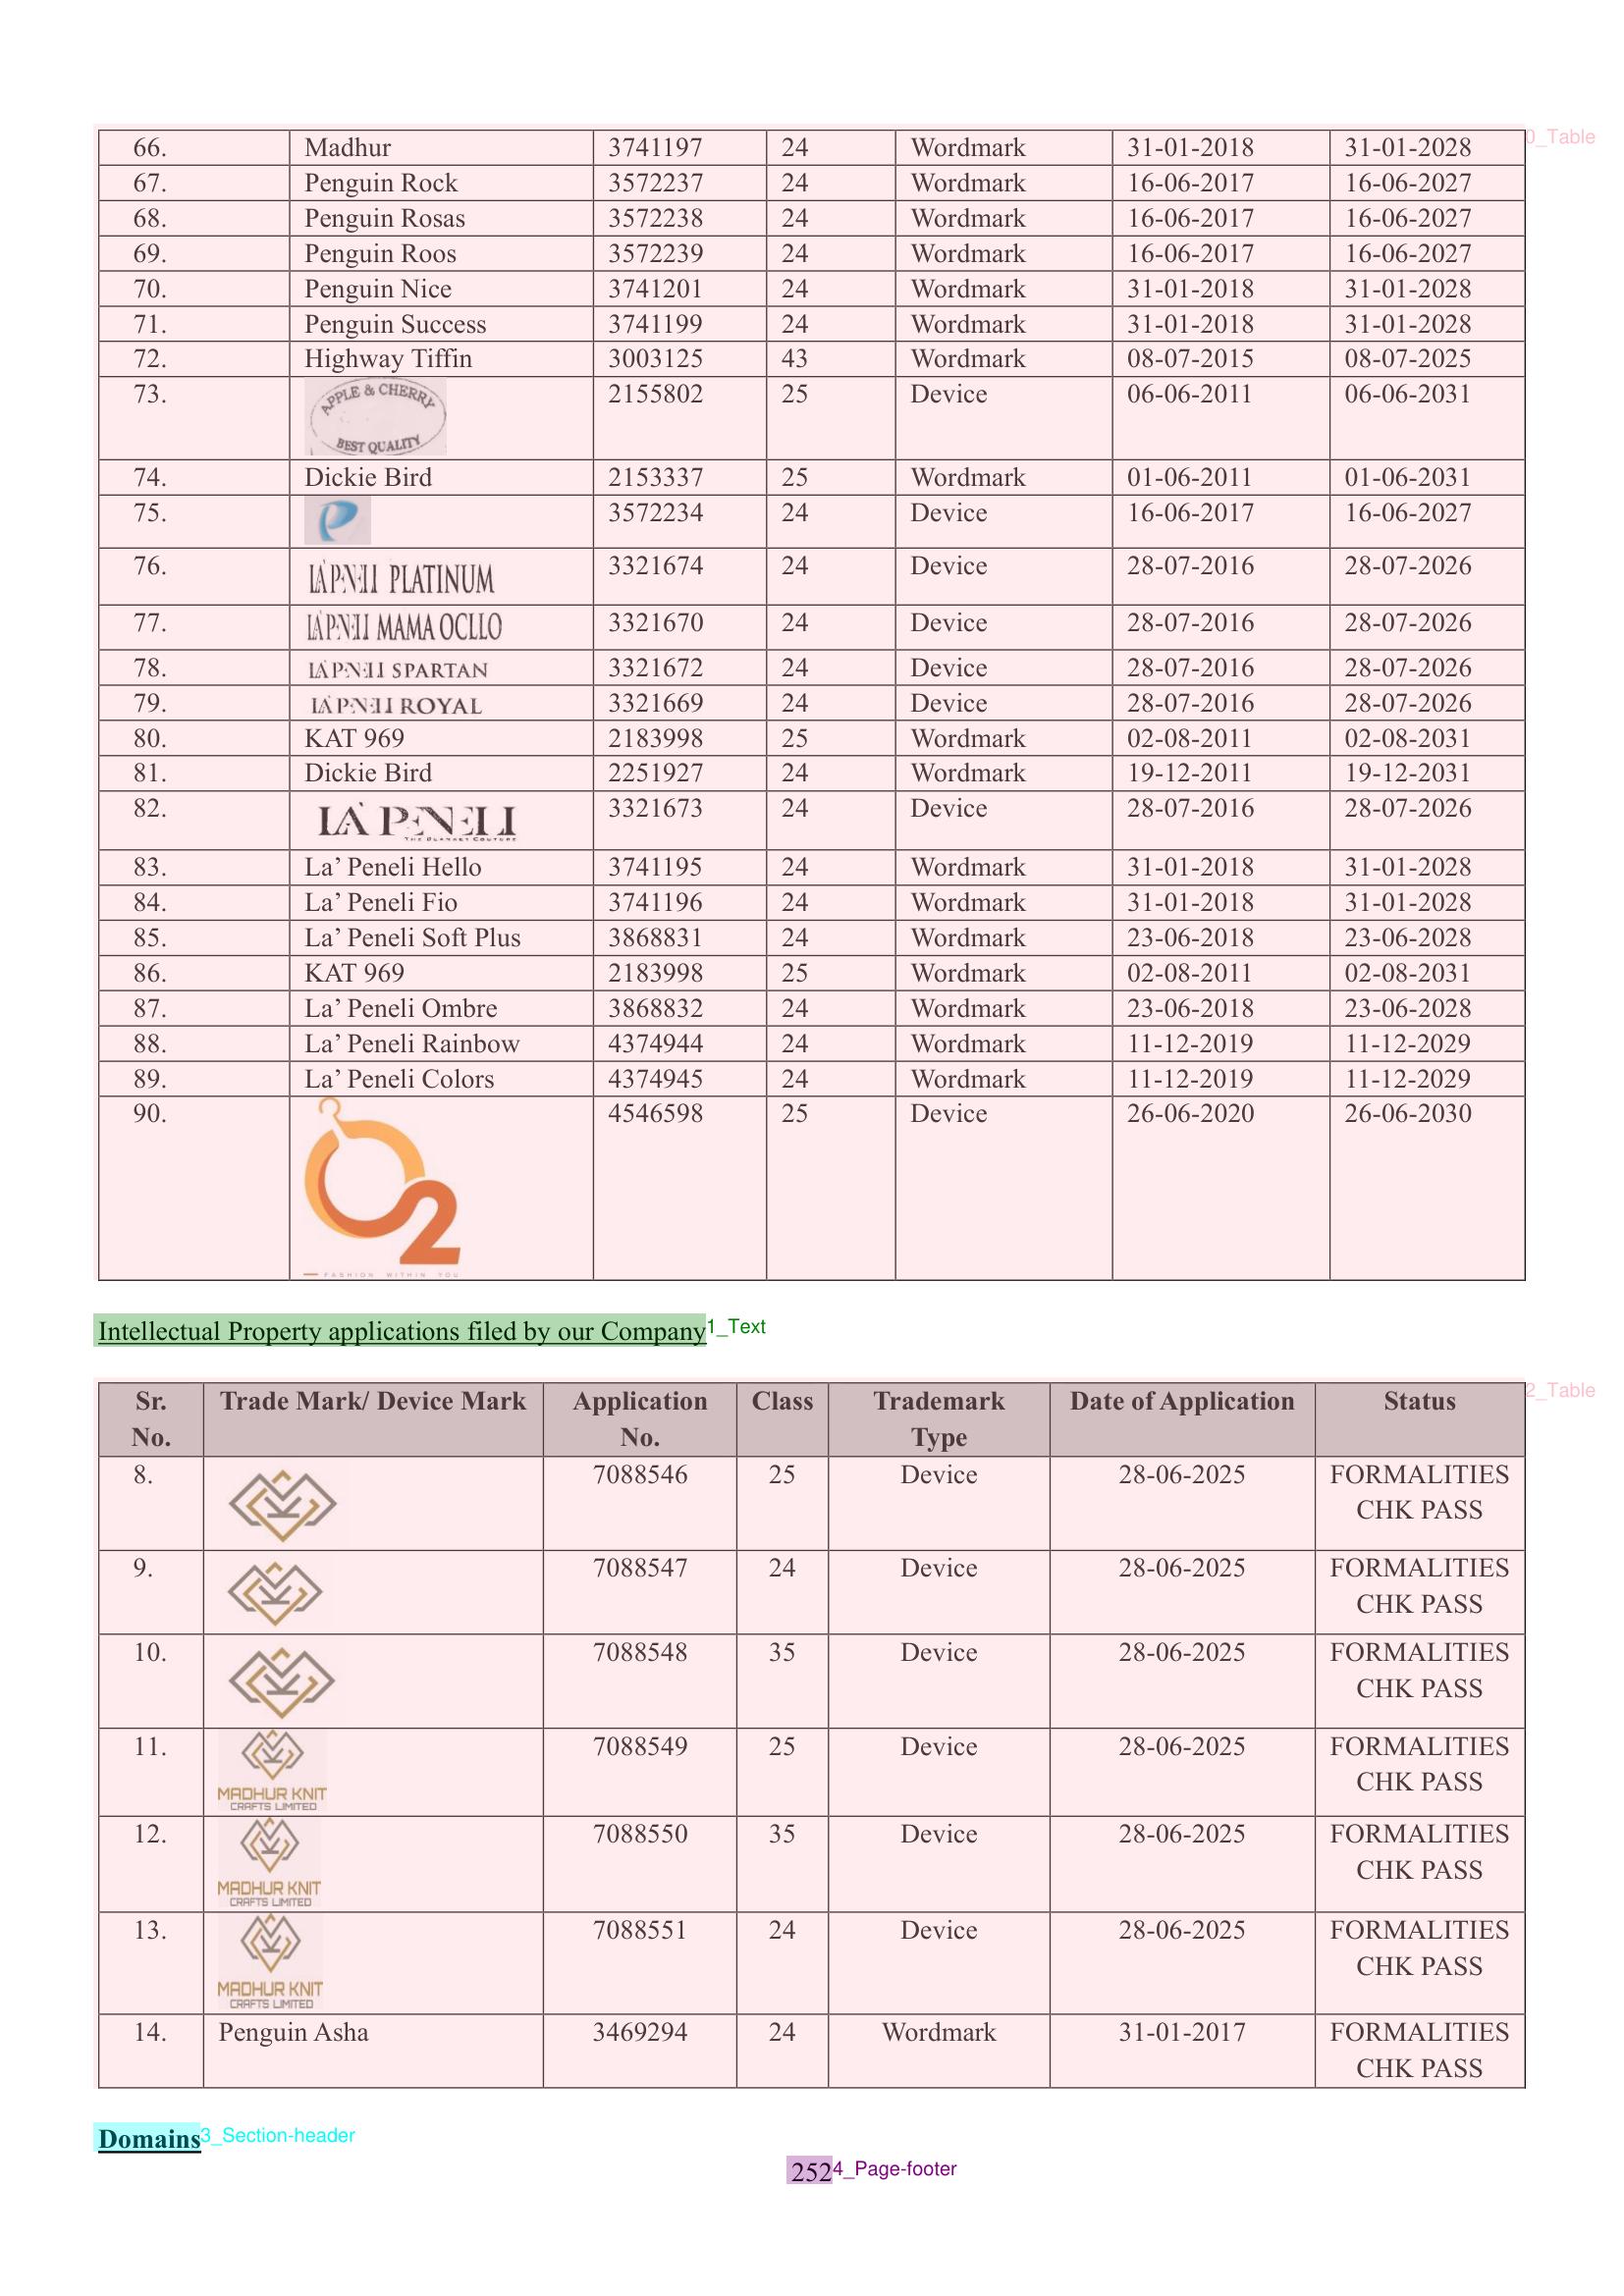 66. Madhur 3741197 24 Wordmark 31-01-2018 31-01-2028
67. Penguin Rock 3572237 24 Wordmark 16-06-2017 16-06-2027
68. Penguin Rosas 3572238 24 Wordmark 16-06-2017 16-06-2027
69. Penguin Roos 3572239 24 Wordmark 16-06-2017 16-06-2027
70. Penguin Nice 3741201 24 Wordmark 31-01-2018 31-01-2028
71. Penguin Success 3741199 24 Wordmark 31-01-2018 31-01-2028
72. Highway Tiffin 3003125 43 Wordmark 08-07-2015 08-07-2025
73. APPLE & CHERRY BEST QUALITY 2155802 25 Device 06-06-2011 06-06-2031
74. Dickie Bird 2153337 25 Wordmark 01-06-2011 01-06-2031
75. P 3572234 24 Device 16-06-2017 16-06-2027
76. LA' PENELI PLATINUM 3321674 24 Device 28-07-2016 28-07-2026
77. LA' PENELI MAMA OCLLO 3321670 24 Device 28-07-2016 28-07-2026
78. LA' PENELI SPARTAN 3321672 24 Device 28-07-2016 28-07-2026
79. LA' PENELI ROYAL 3321669 24 Device 28-07-2016 28-07-2026
80. KAT 969 2183998 25 Wordmark 02-08-2011 02-08-2031
81. Dickie Bird 2251927 24 Wordmark 19-12-2011 19-12-2031
82. LA' PENELI THE BLANKET COUTURE 3321673 24 Device 28-07-2016 28-07-2026
83. La’ Peneli Hello 3741195 24 Wordmark 31-01-2018 31-01-2028
84. La’ Peneli Fio 3741196 24 Wordmark 31-01-2018 31-01-2028
85. La’ Peneli Soft Plus 3868831 24 Wordmark 23-06-2018 23-06-2028
86. KAT 969 2183998 25 Wordmark 02-08-2011 02-08-2031
87. La’ Peneli Ombre 3868832 24 Wordmark 23-06-2018 23-06-2028
88. La’ Peneli Rainbow 4374944 24 Wordmark 11-12-2019 11-12-2029
89. La’ Peneli Colors 4374945 24 Wordmark 11-12-2019 11-12-2029
90. O2 4546598 25 Device 26-06-2020 26-06-2030
FASHION WITHIN YOU
0_Table
Intellectual Property applications filed by our Company 1_Text
2_Table
Sr. Trade Mark/ Device Mark Application Class Trademark Date of Application Status
No. No. Type
8. 7088546 25 Device 28-06-2025 FORMALITIES
CHK PASS
9. 7088547 24 Device 28-06-2025 FORMALITIES
CHK PASS
10. 7088548 35 Device 28-06-2025 FORMALITIES
CHK PASS
11. 7088549 25 Device 28-06-2025 FORMALITIES
CHK PASS
MADHUR KNIT
CRAFTS LIMITED
12. 7088550 35 Device 28-06-2025 FORMALITIES
CHK PASS
MADHUR KNIT
CRAFTS LIMITED
13. 7088551 24 Device 28-06-2025 FORMALITIES
CHK PASS
MADHUR KNIT
CRAFTS LIMITED
14. Penguin Asha 3469294 24 Wordmark 31-01-2017 FORMALITIES
CHK PASS
Domains 3_Section-header
252 4_Page-footer